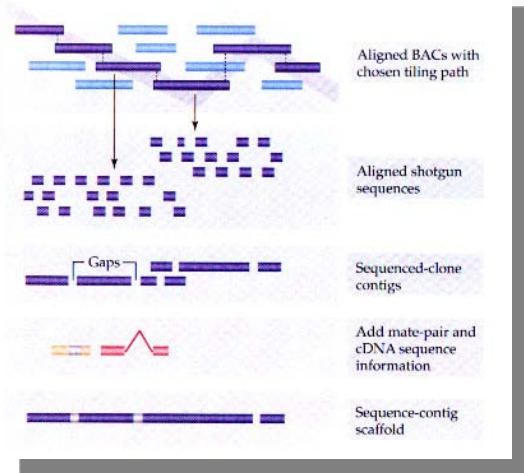 Aligned BACs with
chosen tiling path
Aligned shotgun
sequences
Gaps
Sequenced-clone
contigs
Add mate-pair and
cDNA sequence
information
Sequence-contig
scaffold